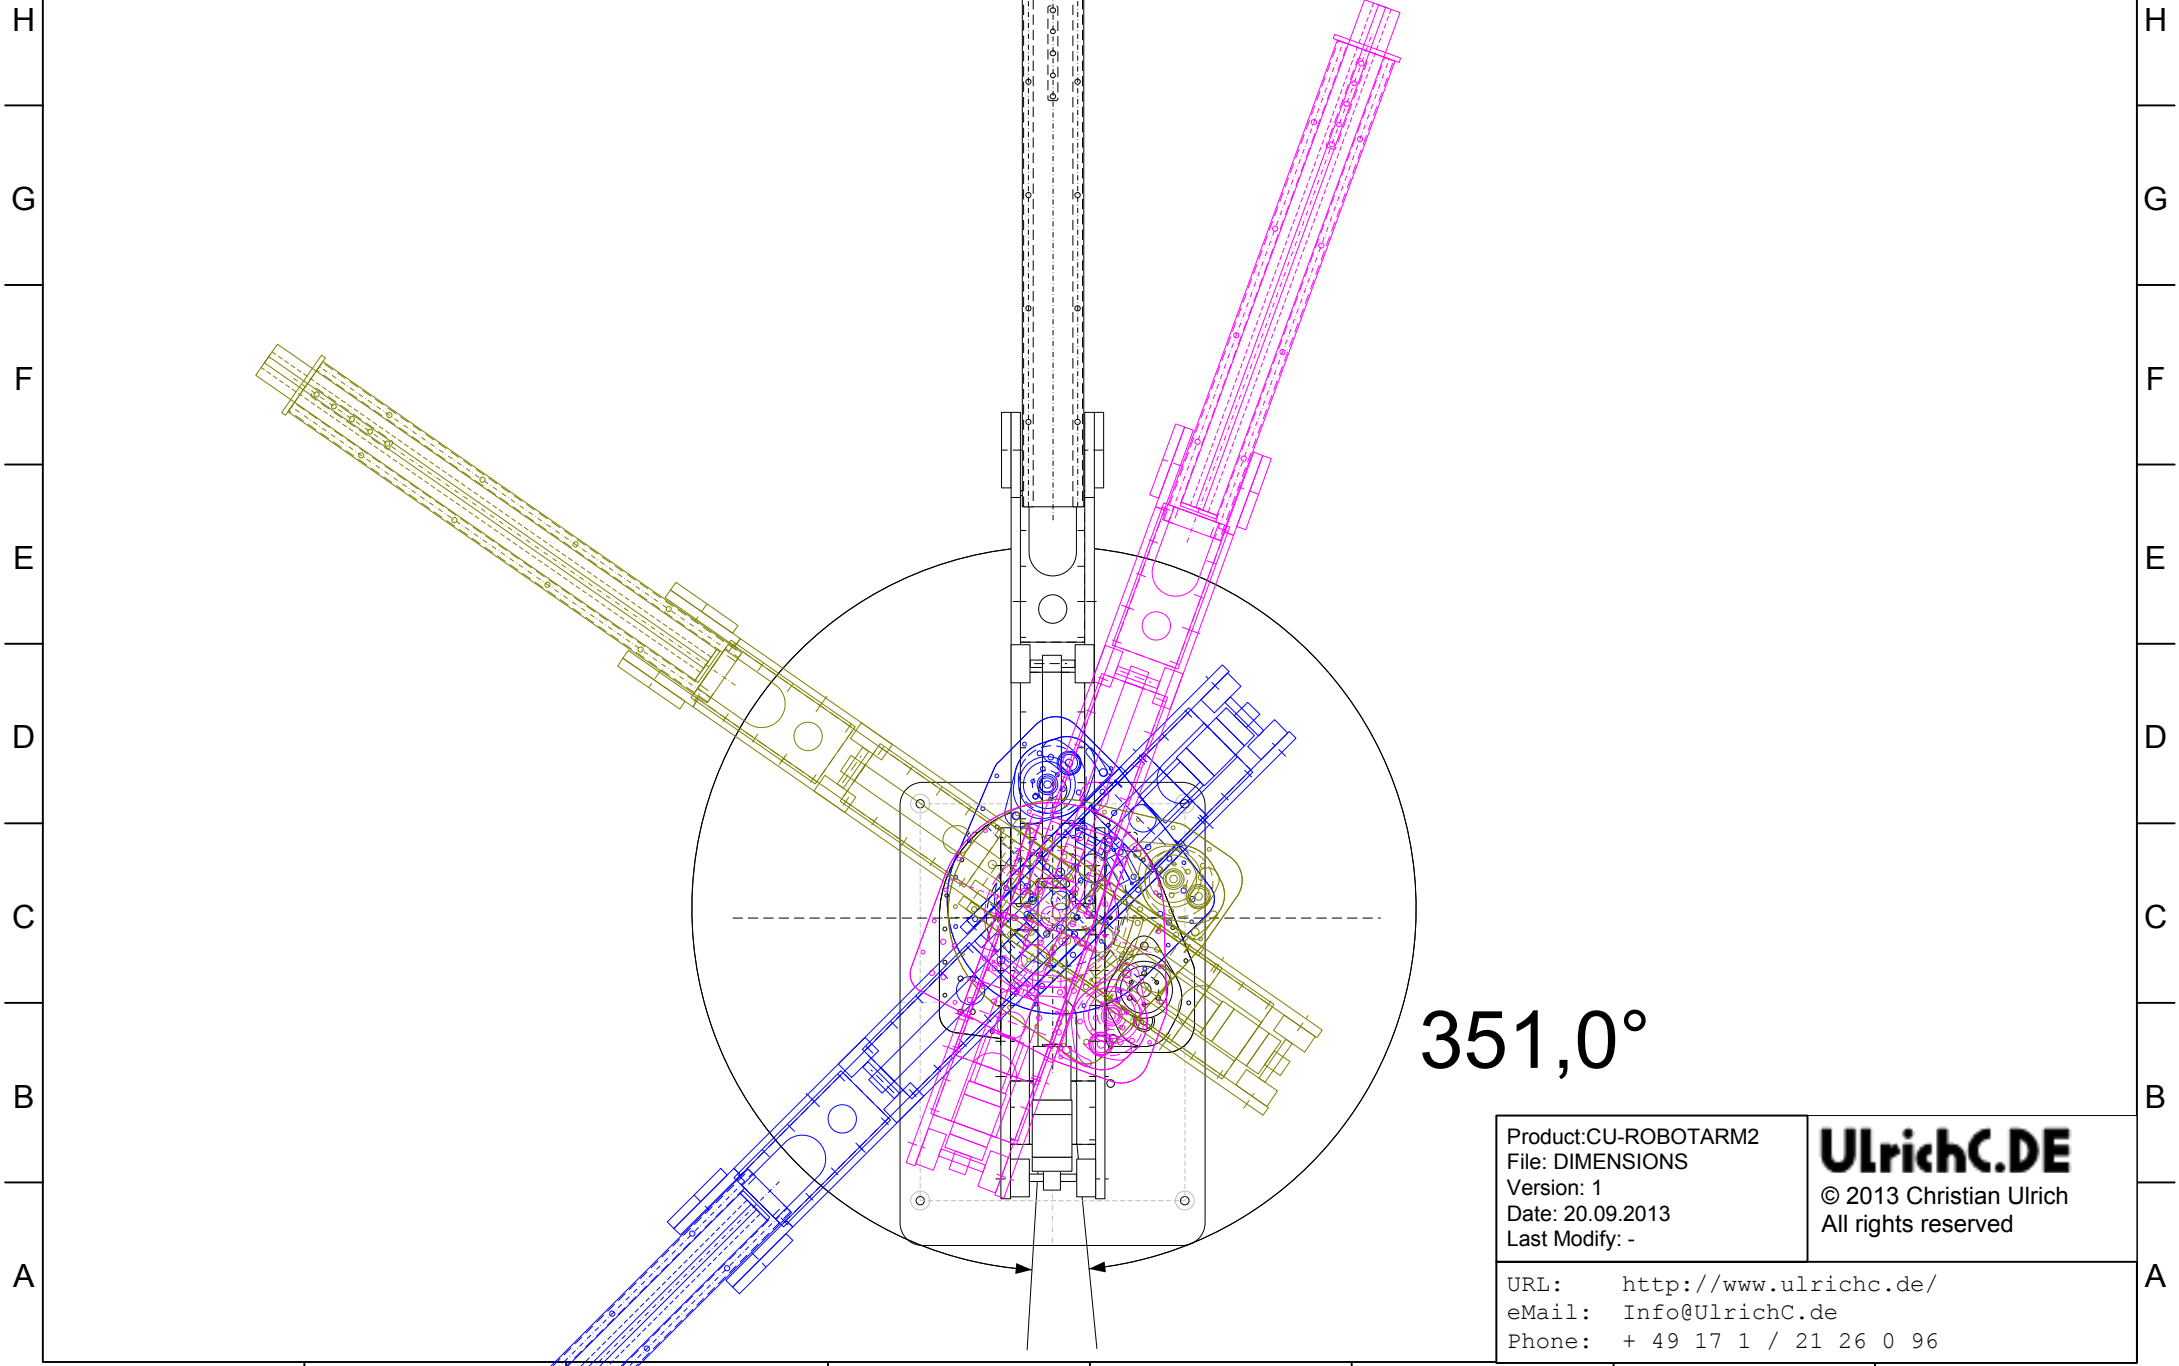 H
H
G
G
F
F
E
E
D
D
C
C
351,0°
B
B
Product:CU-ROBOTARM2
File: DIMENSIONS
Version: 1
Date: 20.09.2013
Last Modify: -
UlrichC.DE
© 2013 Christian Ulrich
All rights reserved
A
A
URL: http://www.ulrichc.de/
eMail: Info@UlrichC.de
Phone: + 49 17 1 / 21 26 0 96